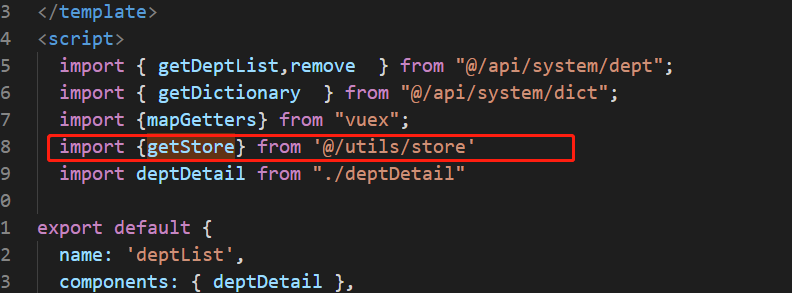 3 </template>
4 <script>
5 import { getDeptList,remove  } from "@/api/system/dept";
6 import { getDictionary  } from "@/api/system/dict";
7 import {mapGetters} from "vuex";
8 import {getStore} from '@/utils/store'
9 import deptDetail from "./deptDetail"
0
1 export default {
2 name: 'deptList',
3 components: { deptDetail },